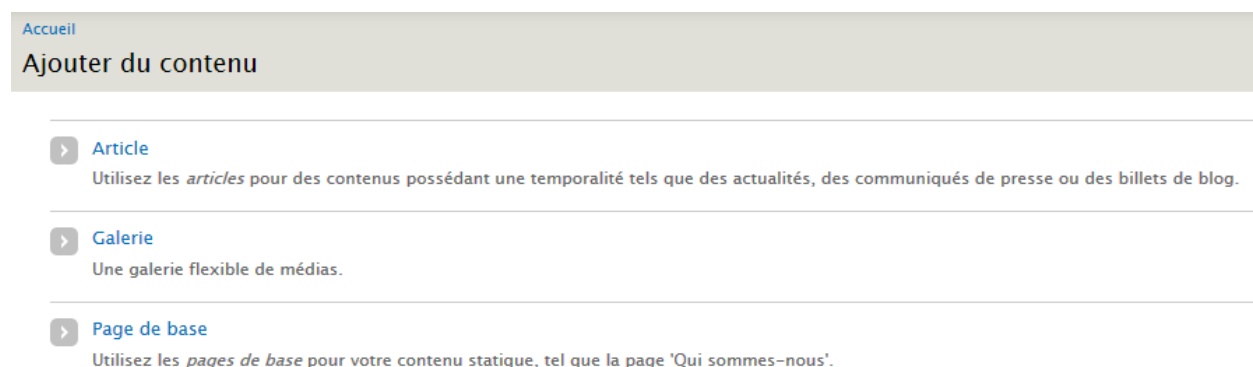 Accueil
Ajouter du contenu
Article
Utilisez les articles pour des contenus possédant une temporalité tels que des actualités, des communiqués de presse ou des billets de blog.
Galerie
Une galerie flexible de médias.
Page de base
Utilisez les pages de base pour votre contenu statique, tel que la page 'Qui sommes-nous'.